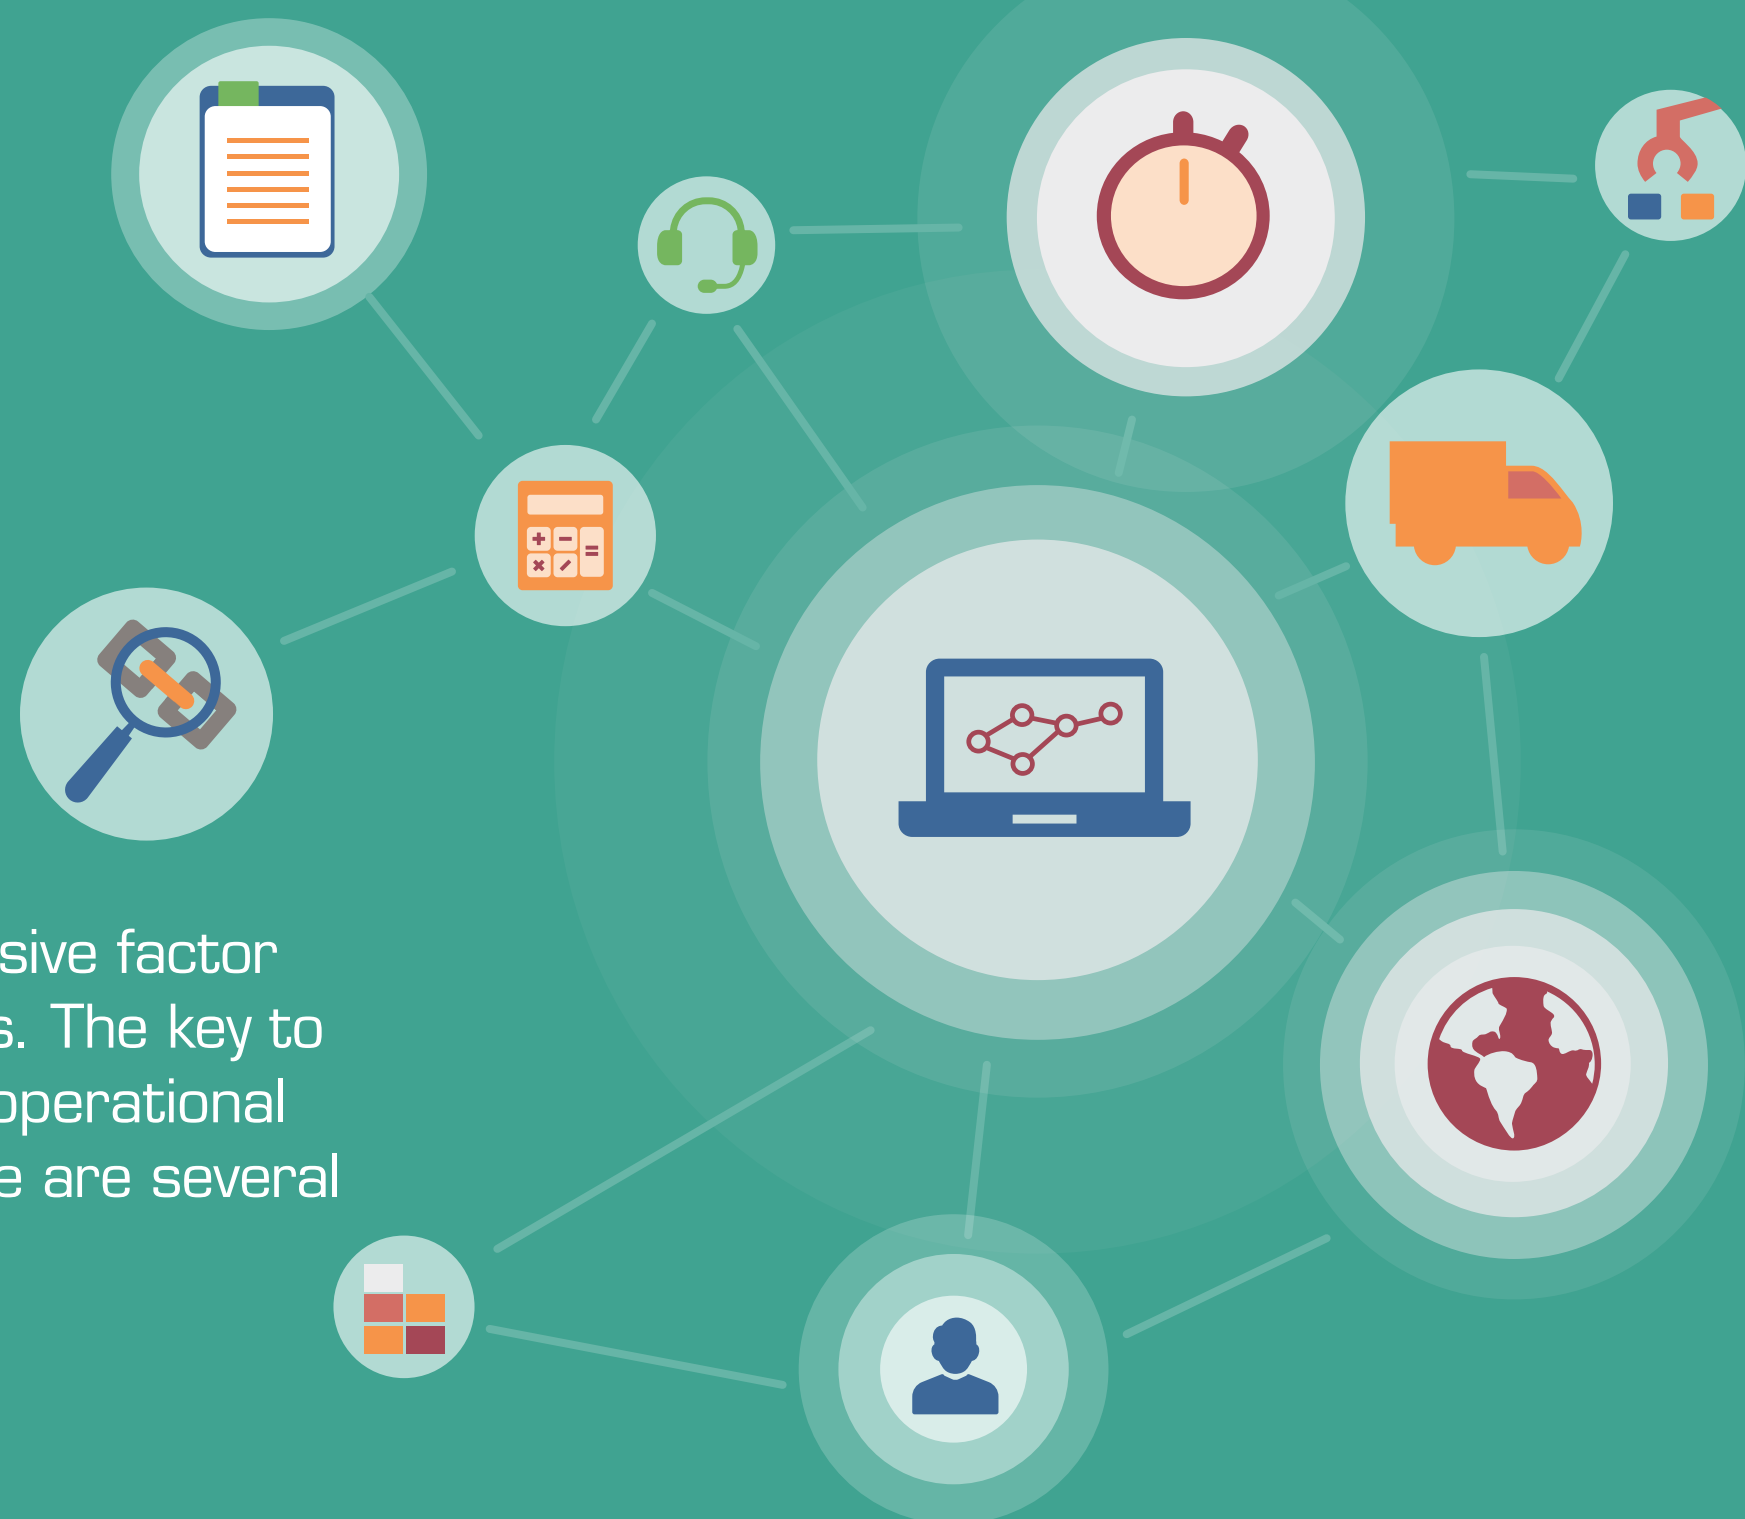 sive factor
s. The key to
operational
e are several